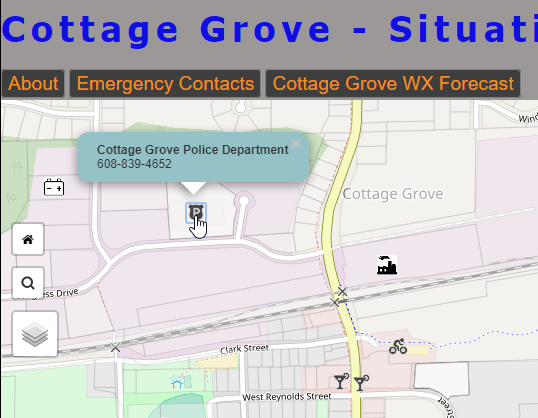 Cottage Grove - Situati
About
Emergency Contacts
Cottage Grove WX Forecast
Cottage Grove Police Department
608-839-4652
Cottage Grove
Clark Street
West Reynolds Street